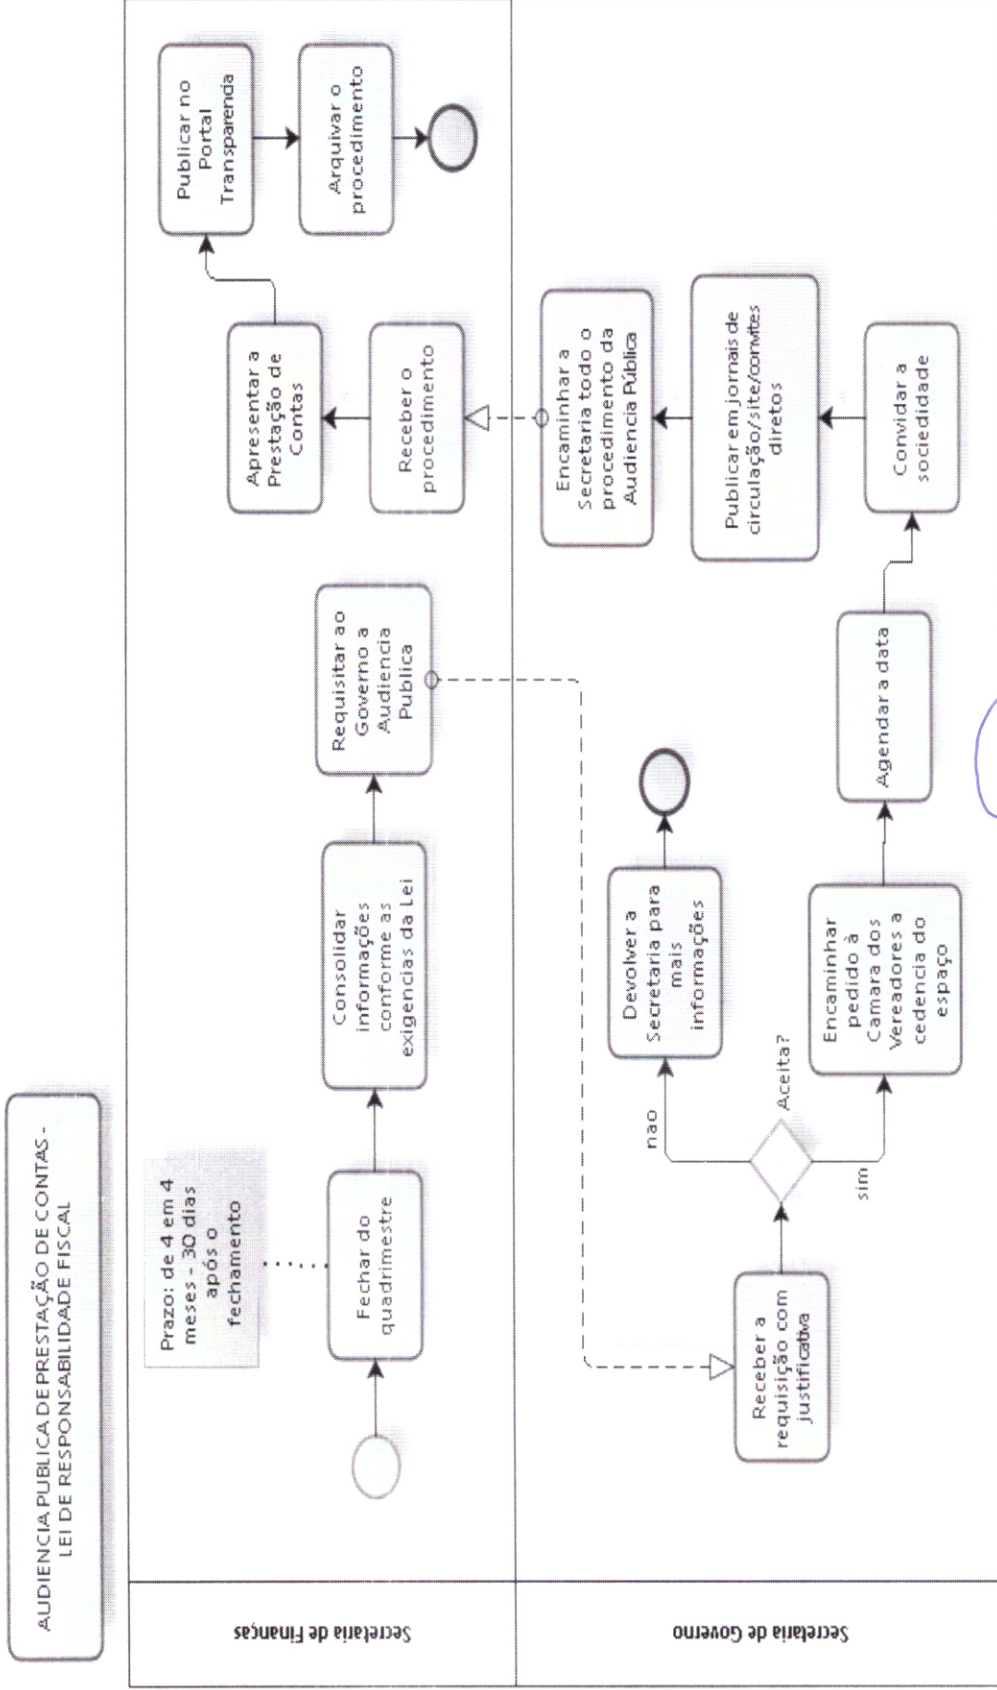 AUDIENCIA PUBLICA DE PRESTAÇÃO DE CONTAS -
LEI DE RESPONSABILIDADE FISCAL
Secretaria de Finanças
Prazo: de 4 em 4
meses - 30 dias
após o
fechamento
Fechar do
quadrimestre
Consolidar
informações
conforme as
exigencias da Lei
Requisitar ao
Governo a
Audiencia
Publica
Apresentar a
Prestação de
Contas
Receber o
procedimento
Publicar no
Portal
Transparencia
Arquivar o
procedimento
Secretaria de Governo
Receber a
requisição com
justificativa
Aceita?
nao
sim
Devolver a
Secretaria para
mais
informações
Encaminhar
pedido à
Camara dos
Vereadores a
cedencia do
espaço
Agendar a data
Convidar a
sociedidade
Publicar em jornais de
circulação/site/convites
diretos
Encaminhar a
Secretaria todo o
procedimento da
Audiencia Pública